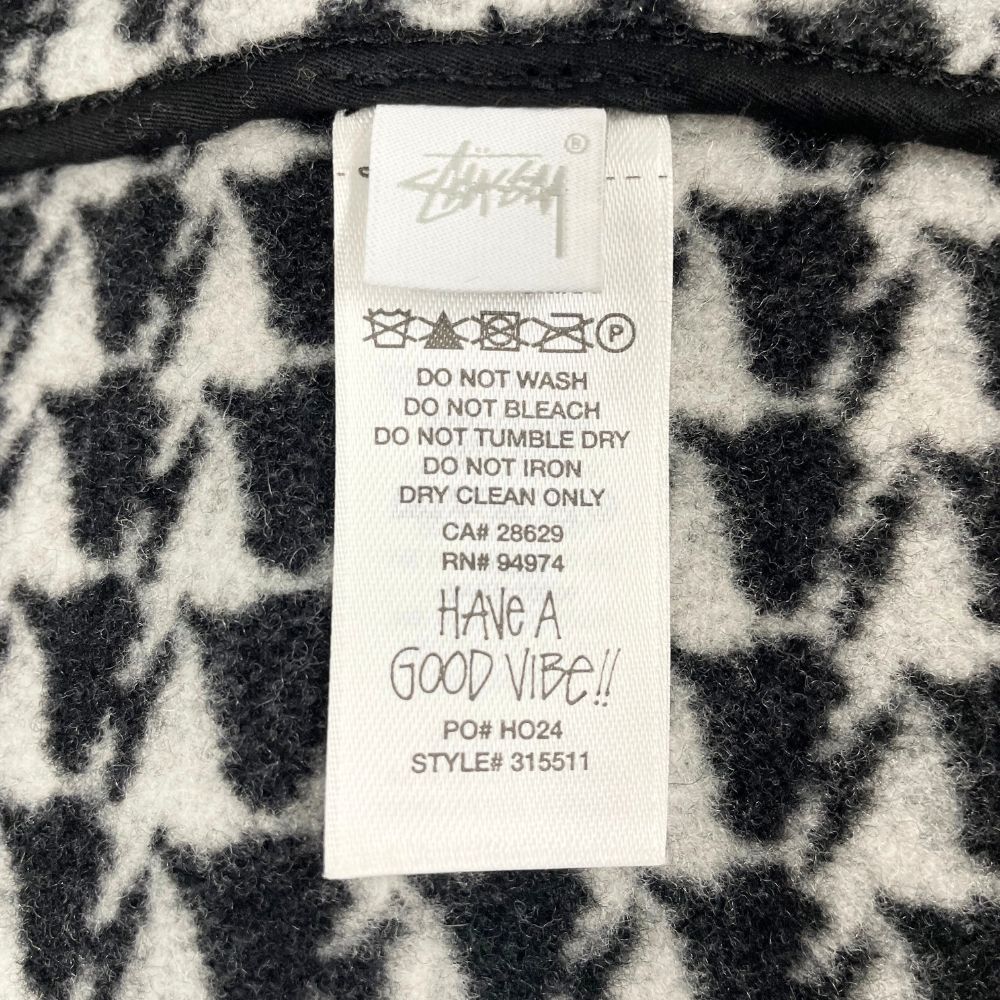 STÜSSY ®
P
DO NOT WASH
DO NOT BLEACH
DO NOT TUMBLE DRY
DO NOT IRON
DRY CLEAN ONLY
CA# 28629
RN# 94974
HAVE A
GOOD VIBE!!
PO# HO24
STYLE# 315511